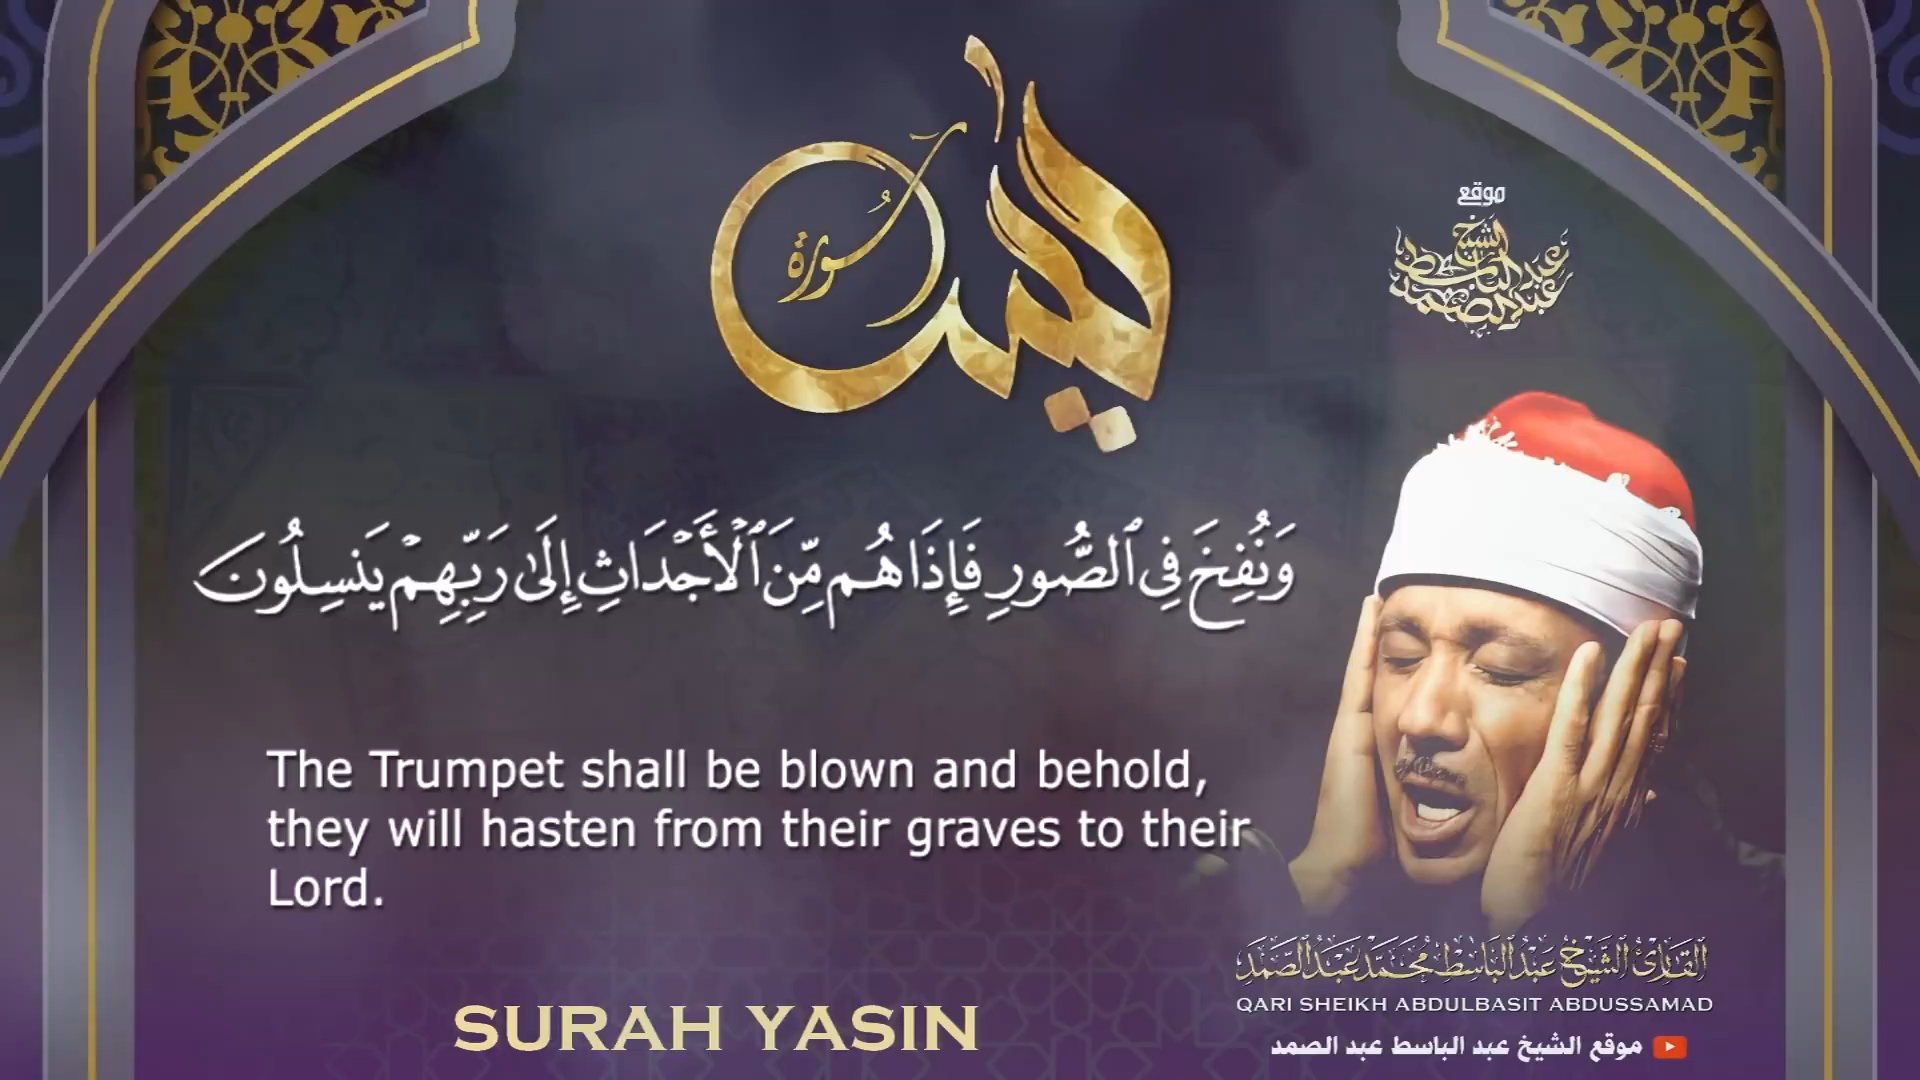 سورة
يس
موقع
الشيخ
عبد الباسط
عبد الصمد
وَنُفِخَ فِي ٱلصُّورِ فَإِذَا هُم مِّنَ ٱلْأَجْدَاثِ إِلَىٰ رَبِّهِمْ يَنسِلُونَ
The Trumpet shall be blown and behold,
they will hasten from their graves to their
Lord.
القارئ الشيخ عبد الباسط محمد عبد الصمد
QARI SHEIKH ABDULBASIT ABDUSSAMAD
SURAH YASIN
موقع الشيخ عبد الباسط عبد الصمد